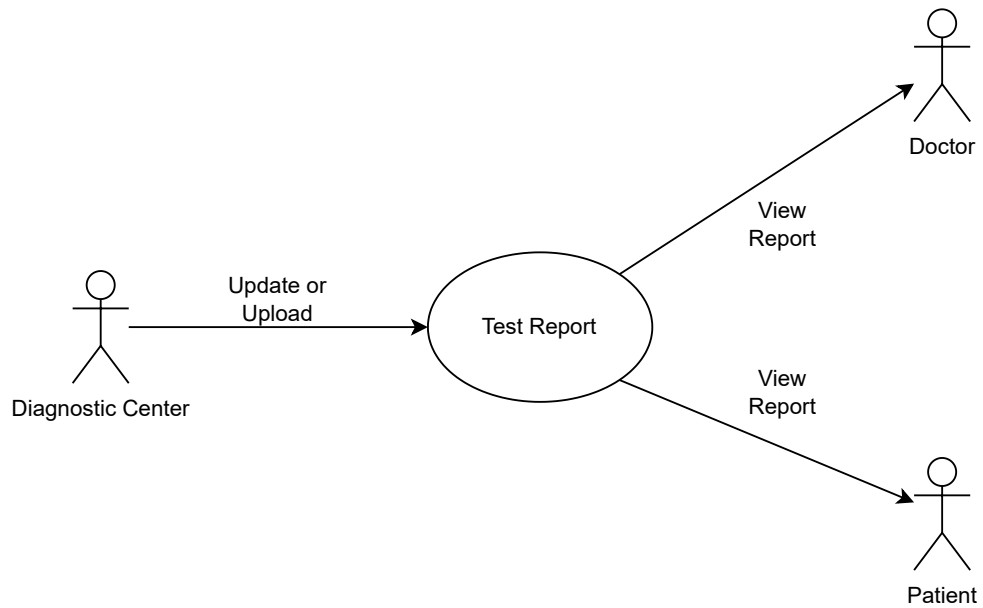 Doctor
View
Report
Update or
Upload
Test Report
Diagnostic Center
View
Report
Patient